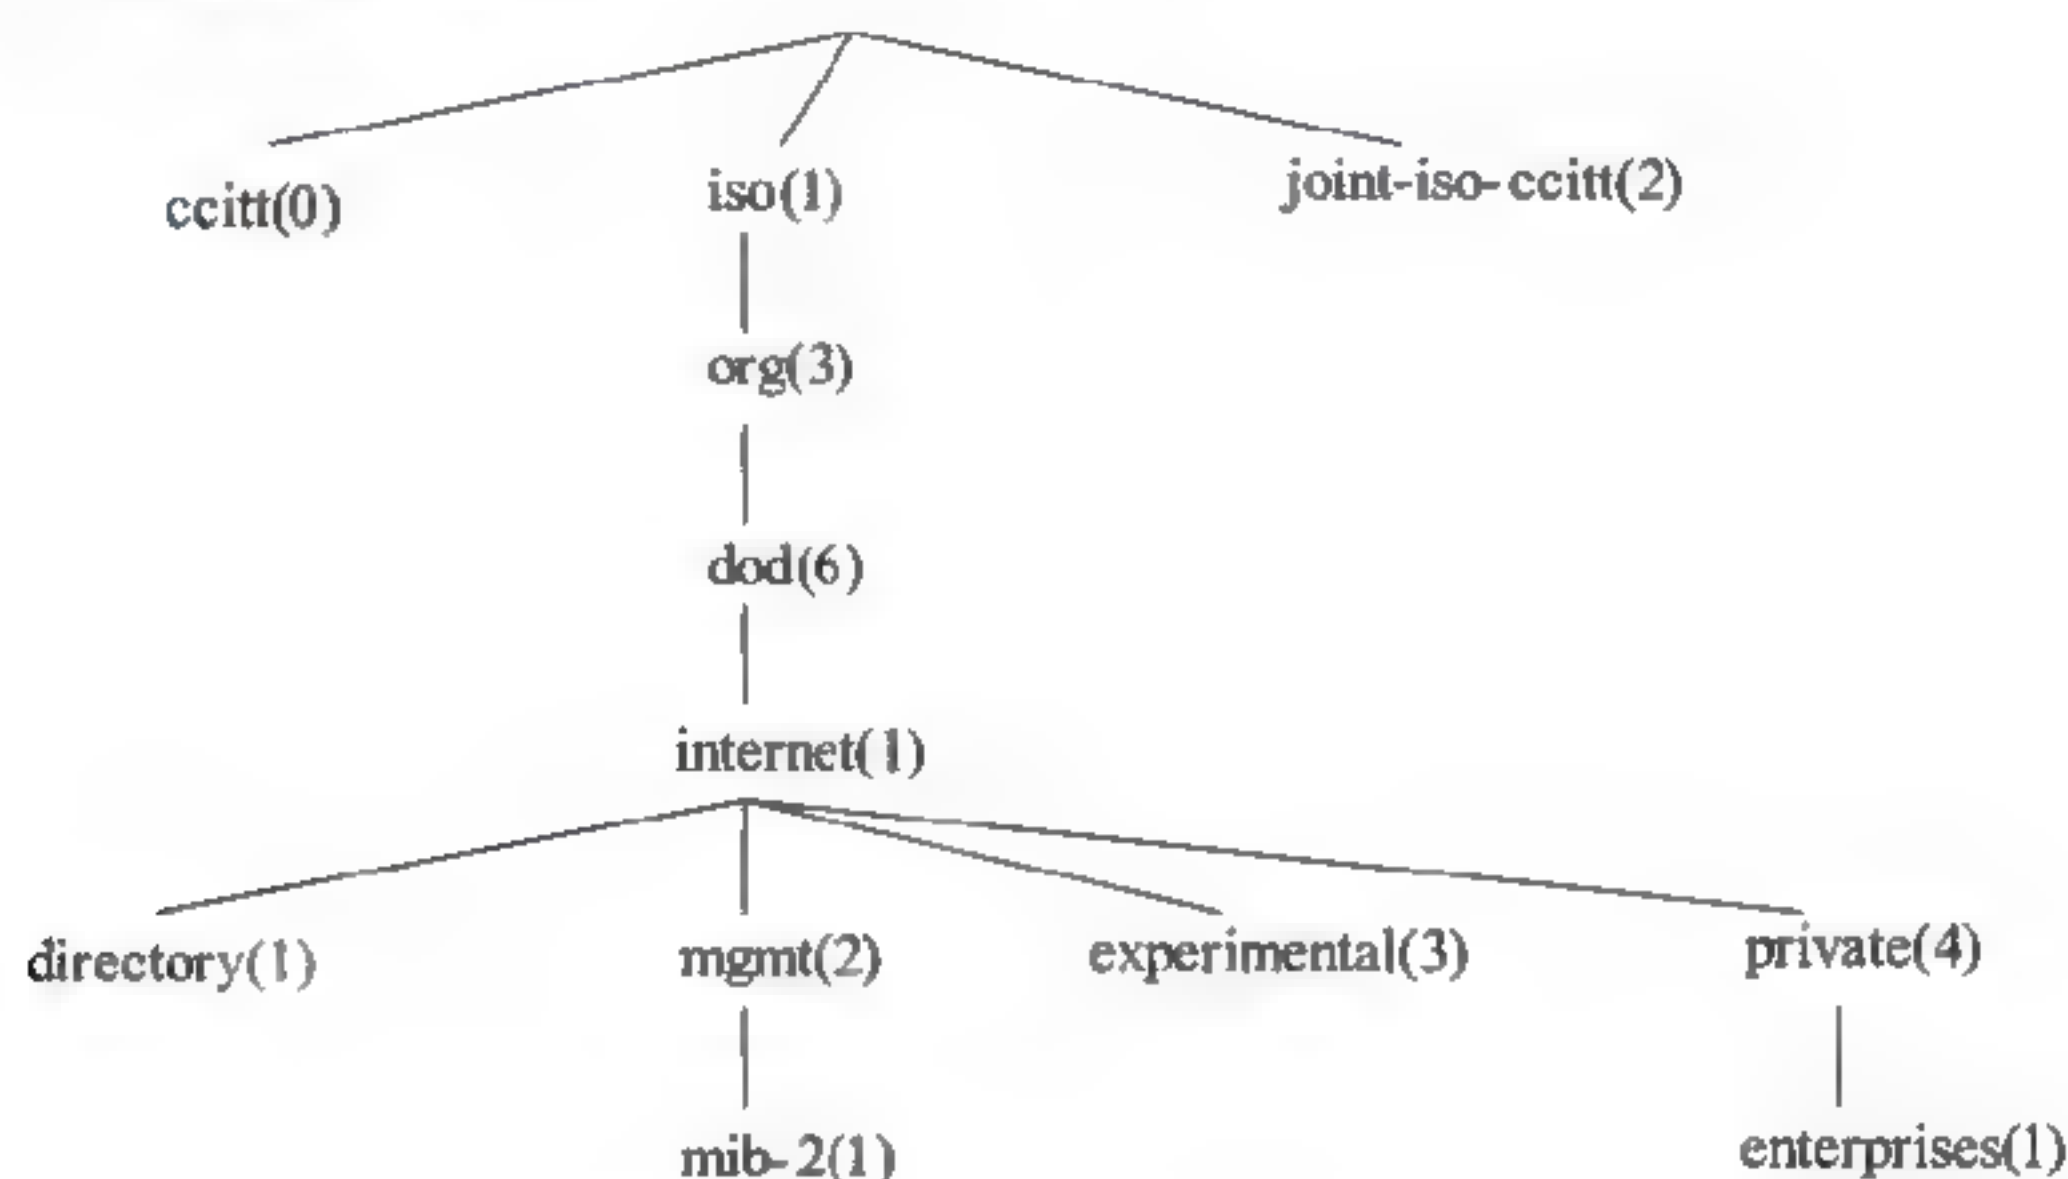 ccitt(0) iso(1) joint-iso-ccitt(2)
org(3)
dod(6)
internet(1)
directory(1) mgmt(2) experimental(3) private(4)
mib-2(1) enterprises(1)